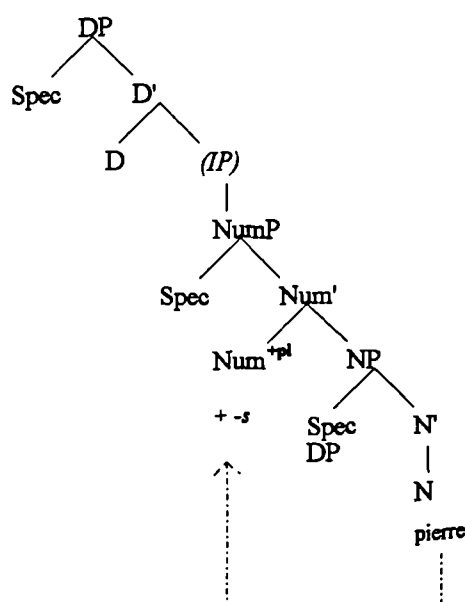 DP
Spec D'
D (IP)
NumP
Spec Num'
Num+pl NP
+ -s Spec N'
DP
N
pierre